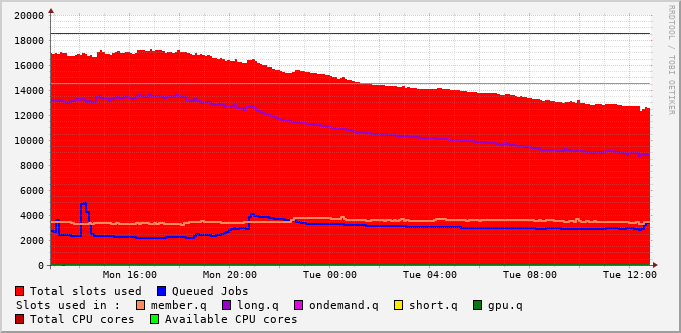 20000
18000
16000
14000
12000
10000
8000
6000
4000
2000
0
Mon 16:00 Mon 20:00 Tue 00:00 Tue 04:00 Tue 08:00 Tue 12:00
RRDTOOL / TOBI OETIKER
Total slots used Queued Jobs
Slots used in : member.q long.q ondemand.q short.q gpu.q
Total CPU cores Available CPU cores